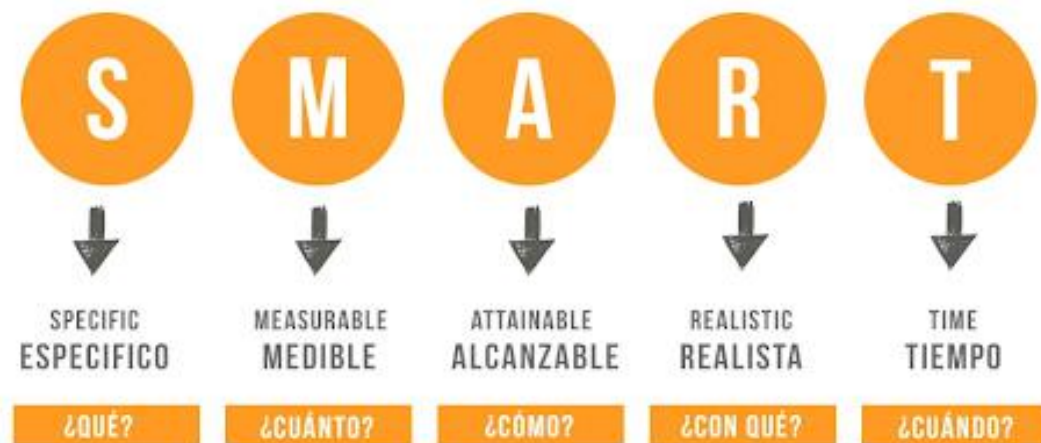 S M A R T
SPECIFIC MEASURABLE ATTAINABLE REALISTIC TIME
ESPECIFICO MEDIBLE ALCANZABLE REALISTA TIEMPO
¿QUÉ? ¿CUÁNTO? ¿CÓMO? ¿CON QUÉ? ¿CUÁNDO?